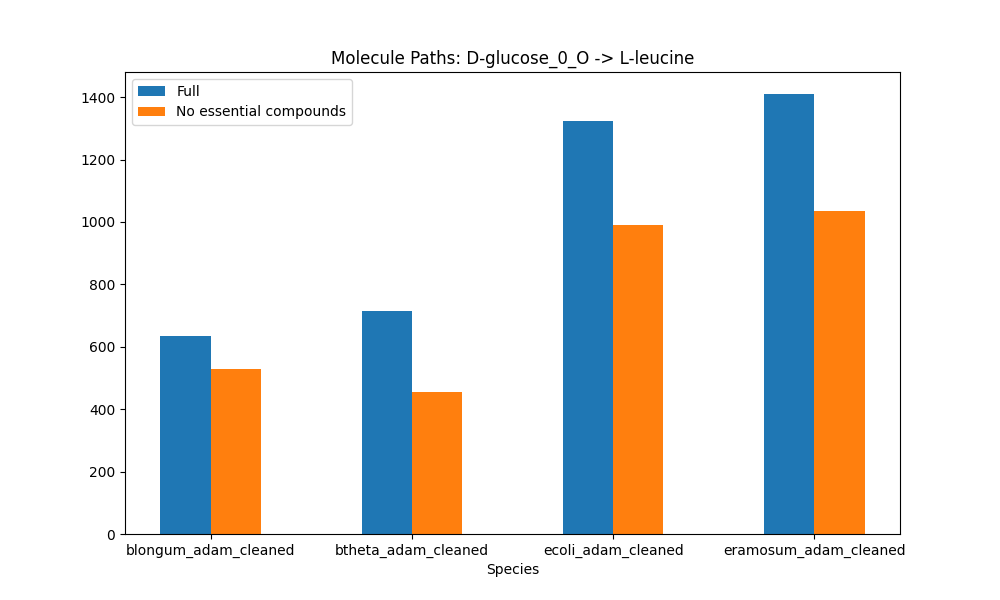 Molecule Paths: D-glucose_0_O -> L-leucine
Full
No essential compounds
1400
1200
1000
800
600
400
200
0
blongum_adam_cleaned
btheta_adam_cleaned
ecoli_adam_cleaned
eramosum_adam_cleaned
Species